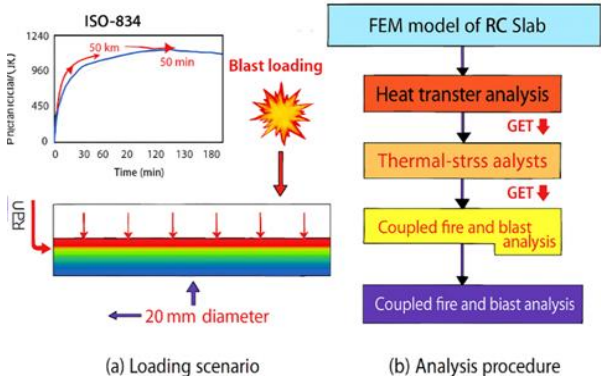 ISO-834
1240
960
450
0
50 km
50 min
0 30 60 20 120 130 180
Time (min)
Blast loading
20 mm diameter
(a) Loading scenario
FEM model of RC Slab
Heat transter analysis
GET
Thermal-strss aalysts
GET
Coupled fire and blast
analysis
Coupled fire and biast analysis
(b) Analysis procedure